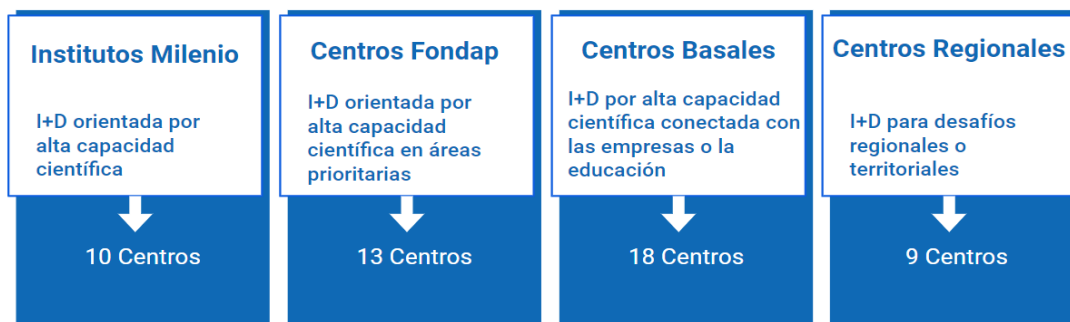 Institutos Milenio
I+D orientada por
alta capacidad
científica
10 Centros
Centros Fondap
I+D orientada por
alta capacidad
científica en áreas
prioritarias
13 Centros
Centros Basales
I+D por alta capacidad
científica conectada con
las empresas o la
educación
18 Centros
Centros Regionales
I+D para desafíos
regionales o
territoriales
9 Centros